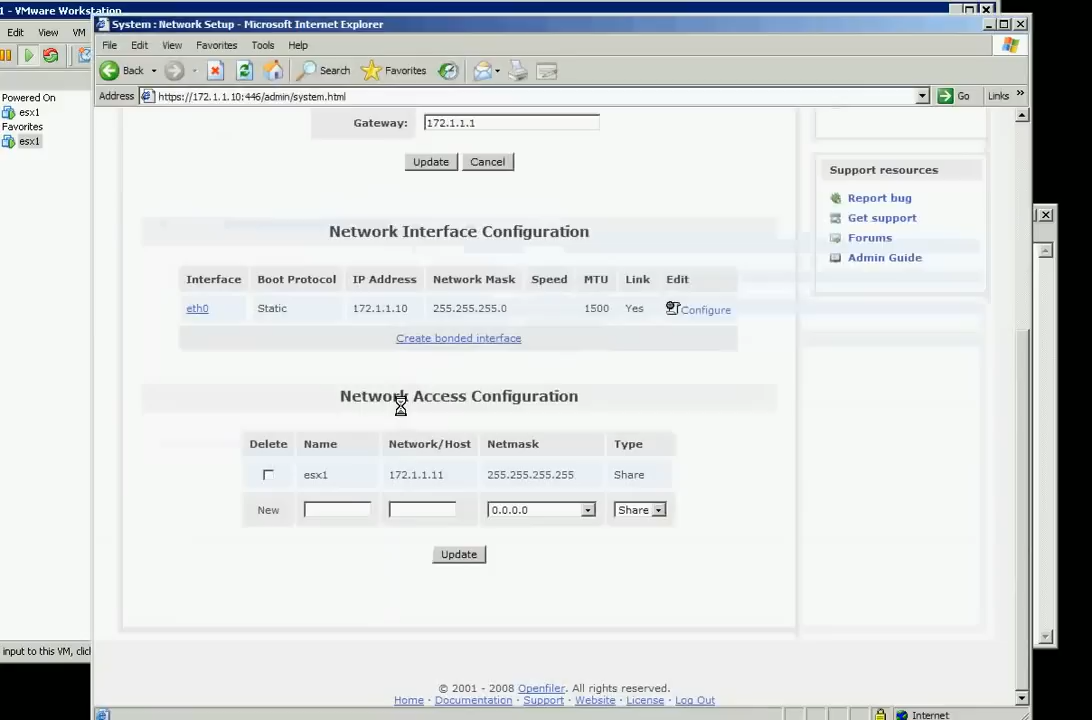 1 - VMware Workstation
Edit View VM
Powered On
esx1
Favorites
esx1
input to this VM, clic
System : Network Setup - Microsoft Internet Explorer
File Edit View Favorites Tools Help
Back Search Favorites
Address https://172.1.1.10:446/admin/system.html Go Links »
Gateway: 172.1.1.1
Update Cancel
Network Interface Configuration
Interface Boot Protocol IP Address Network Mask Speed MTU Link Edit
eth0 Static 172.1.1.10 255.255.255.0 1500 Yes Configure
Create bonded interface
Network Access Configuration
Delete Name Network/Host Netmask Type
esx1 172.1.1.11 255.255.255.255 Share
New 0.0.0.0 Share
Update
Support resources
Report bug
Get support
Forums
Admin Guide
© 2001 - 2008 Openfiler. All rights reserved.
Home · Documentation · Support · Website · License · Log Out
Internet